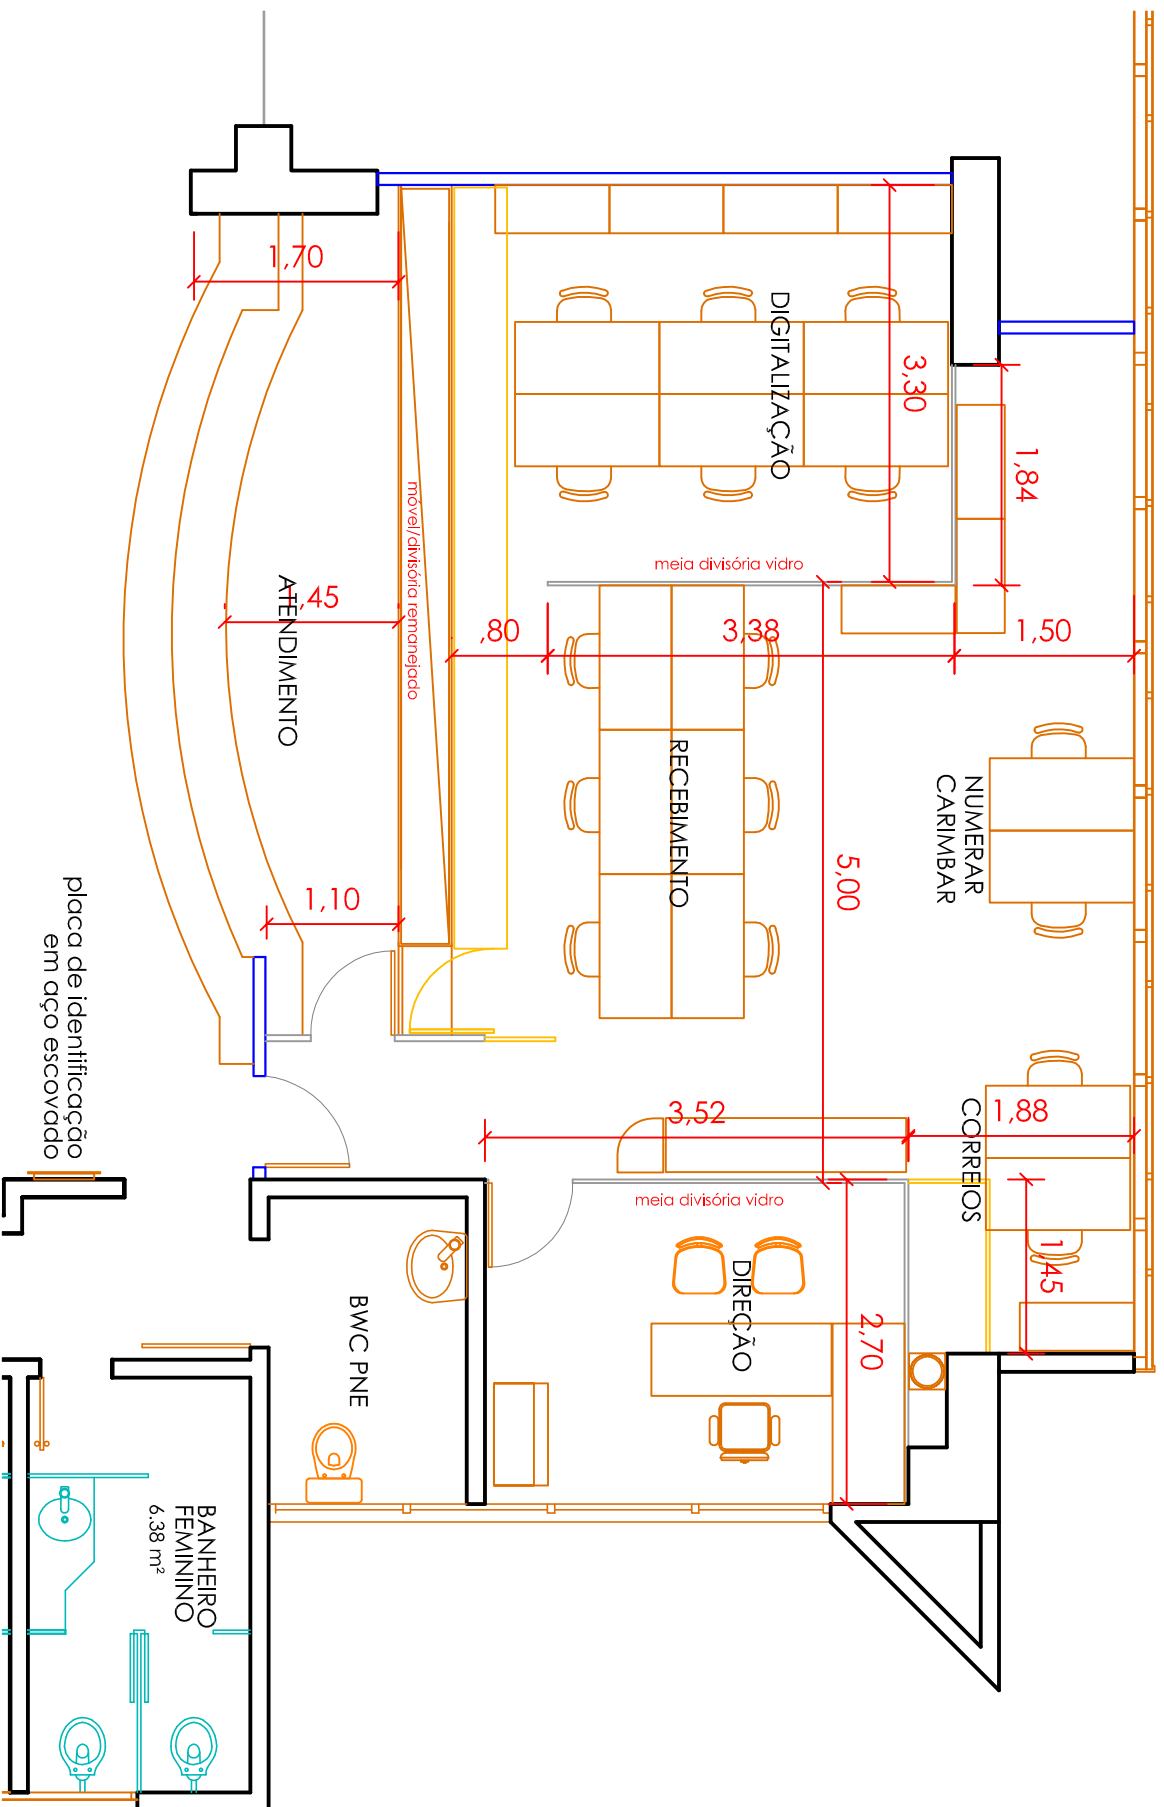 1,70
DIGITALIZAÇÃO
3,30
1,84
móvel/divisória remanejado
meia divisória vidro
ATENDIMENTO
1,45
,80
3,38
1,50
RECEBIMENTO
NUMERAR
CARIMBAR
5,00
1,10
placa de identificação
em aço escovado
3,52
1,88
CORREIOS
meia divisória vidro
1,45
DIREÇÃO
2,70
BWC PNE
BANHEIRO
FEMININO
6.38 m²